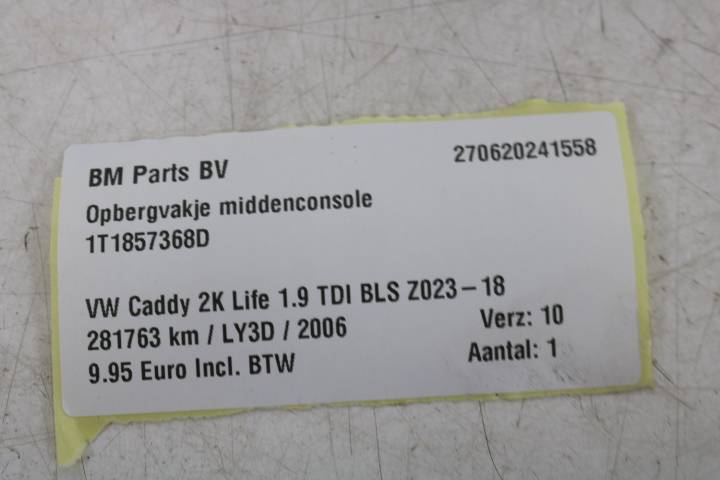 BM Parts BV 270620241558
Opbergvakje middenconsole
1T1857368D
VW Caddy 2K Life 1.9 TDI BLS Z023-18
281763 km / LY3D / 2006 Verz: 10
9.95 Euro Incl. BTW Aantal: 1